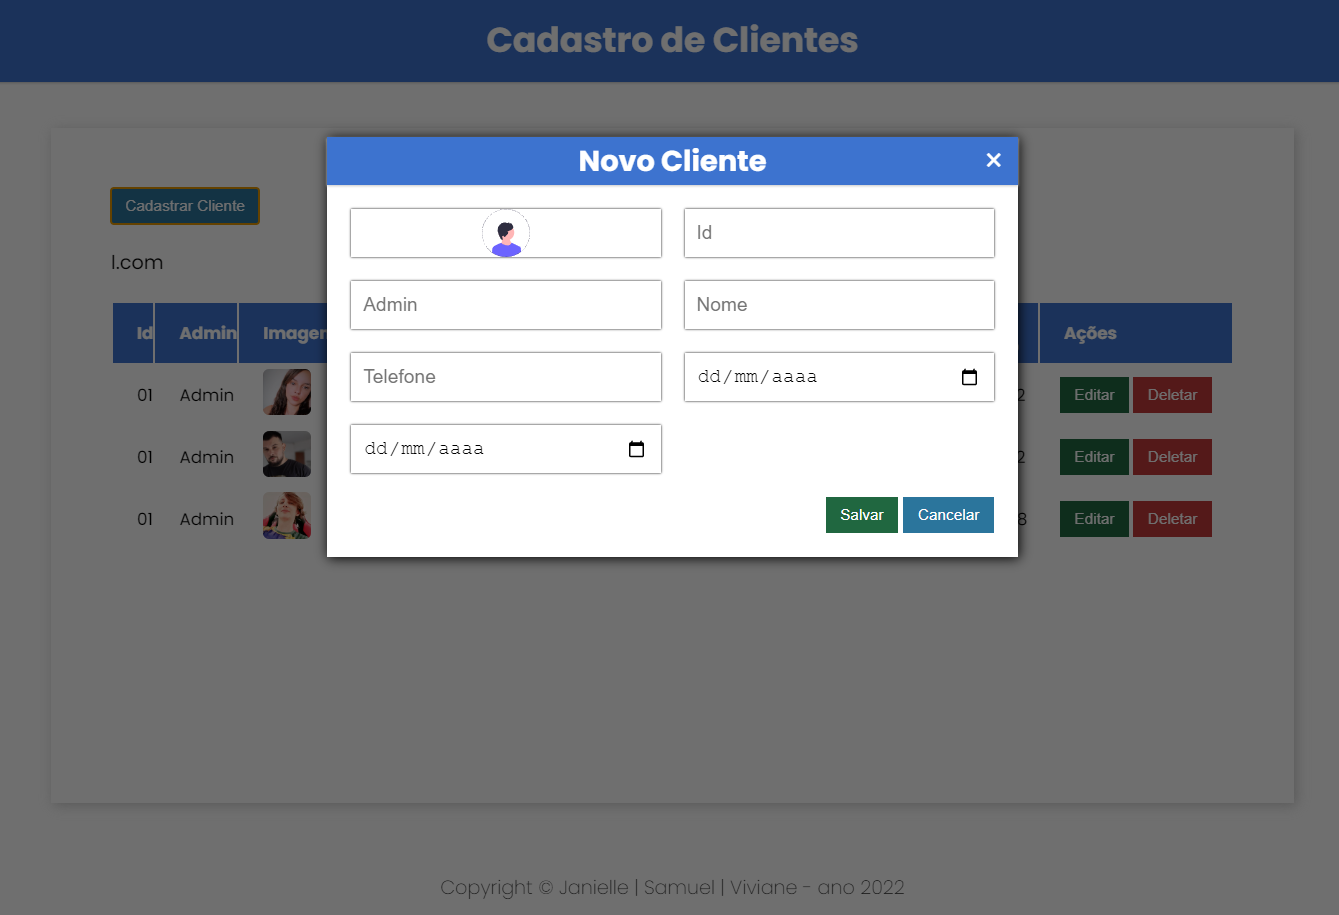 Cadastro de Clientes
Novo Cliente ×
Cadastrar Cliente
Id
l.com
Admin
Nome
Id Admin Imagem Ações
Telefone
dd/mm/aaaa
01 Admin 2 Editar Deletar
dd/mm/aaaa
01 Admin 2 Editar Deletar
Salvar Cancelar
01 Admin 8 Editar Deletar
Copyright © Janielle | Samuel | Viviane - ano 2022